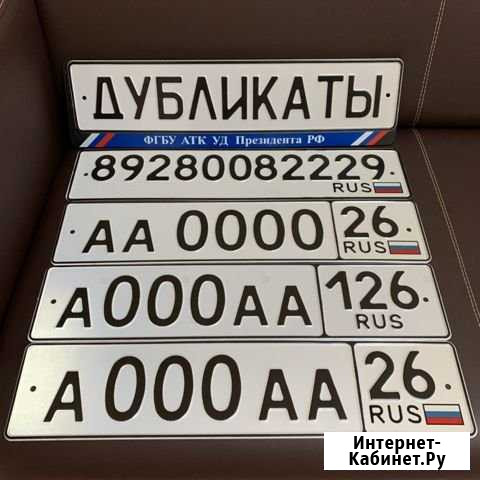 ДУБЛИКАТЫ
ФГБУ АТК УД Президента РФ
89280082229
RUS
АА 0000 26
RUS
А000АА 126
RUS
А 000 АА 26
RUS
Интернет-
Кабинет.Ру